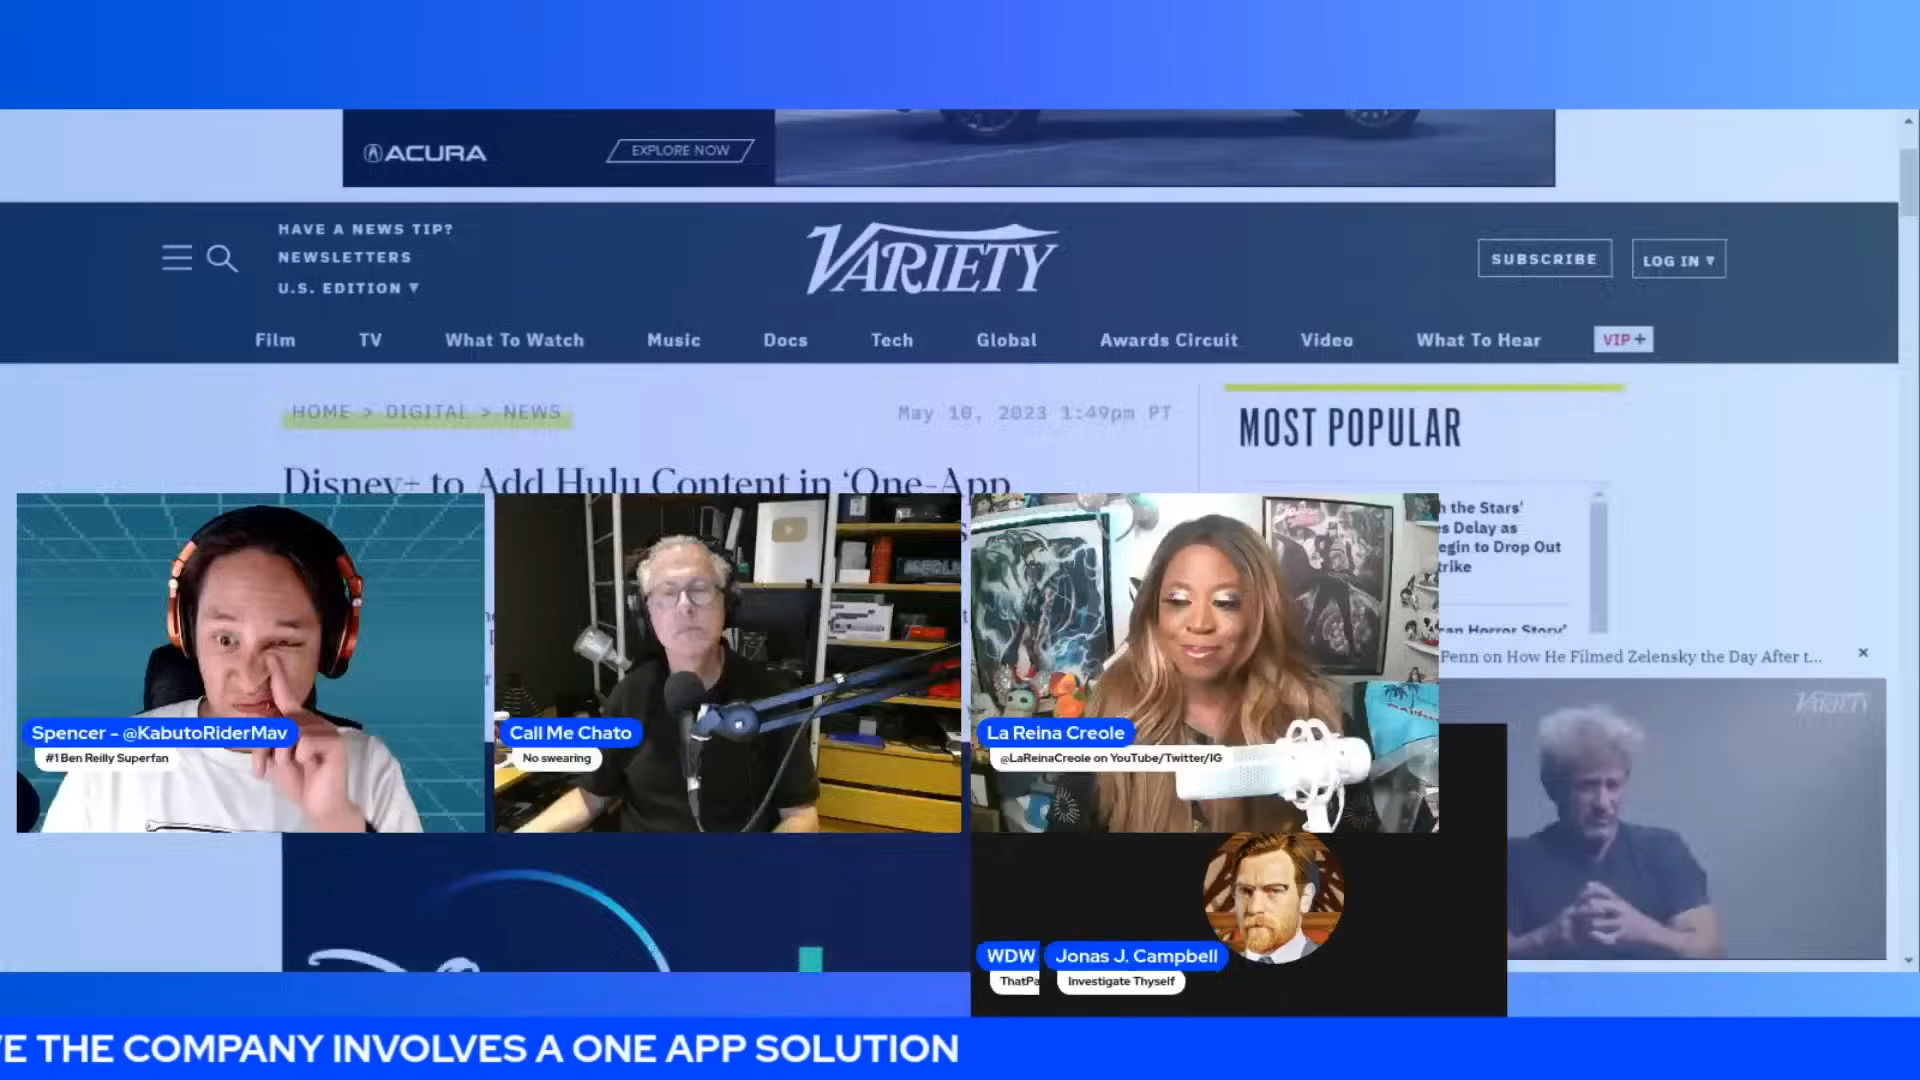 ACURA
EXPLORE NOW
HAVE A NEWS TIP?
NEWSLETTERS
U.S. EDITION
VARIETY
SUBSCRIBE
LOG IN
Film TV What To Watch Music Docs Tech Global Awards Circuit Video What To Hear VIP+
HOME > DIGITAL > NEWS
May 10, 2023 1:49pm PT
Disney+ to Add Hulu Content in ‘One-App
MOST POPULAR
h the Stars’
s Delay as
egin to Drop Out
trike
can Horror Story’
Penn on How He Filmed Zelensky the Day After t...
VARIETY
Spencer - @KabutoRiderMav
#1 Ben Reilly Superfan
Call Me Chato
No swearing
La Reina Creole
@LaReinaCreole on YouTube/Twitter/IG
WDW
ThatPa
Jonas J. Campbell
Investigate Thyself
E THE COMPANY INVOLVES A ONE APP SOLUTION